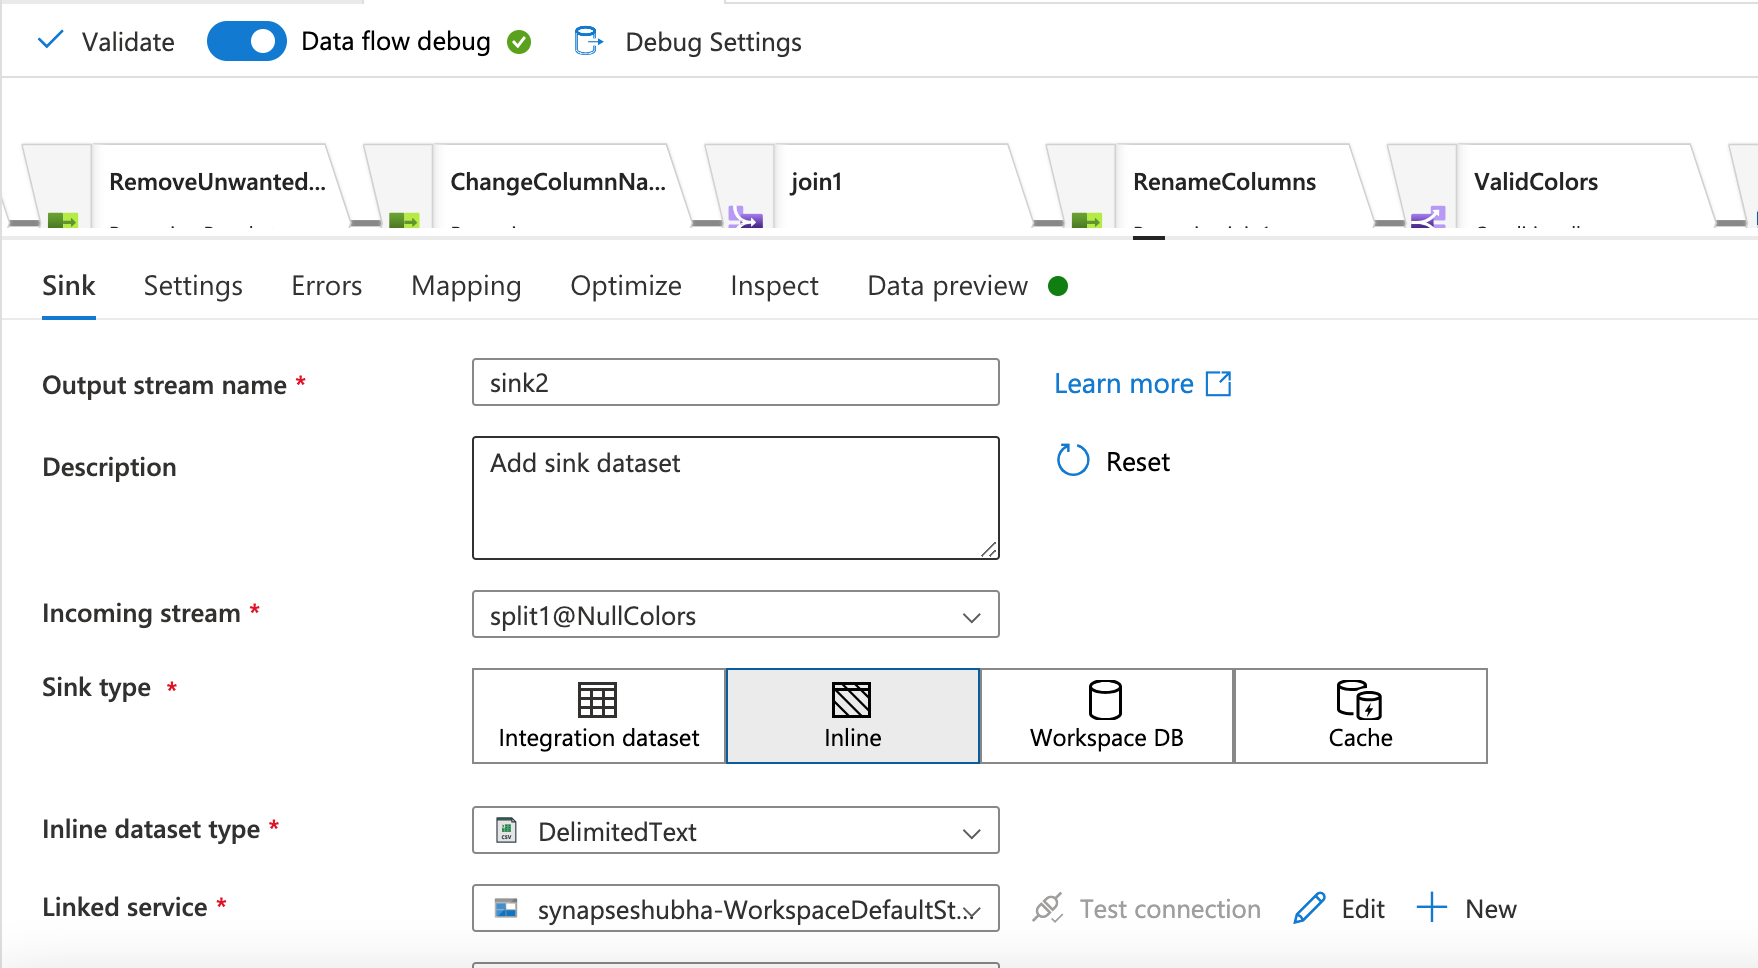 Validate Data flow debug Debug Settings
RemoveUnwanted... ChangeColumnNa... join1 RenameColumns ValidColors
Sink Settings Errors Mapping Optimize Inspect Data preview
Output stream name * sink2 Learn more
Description Add sink dataset Reset
Incoming stream * split1@NullColors
Sink type *
Integration dataset Inline Workspace DB Cache
Inline dataset type * CSV DelimitedText
Linked service * synapseshubha-WorkspaceDefaultSt... Test connection Edit New